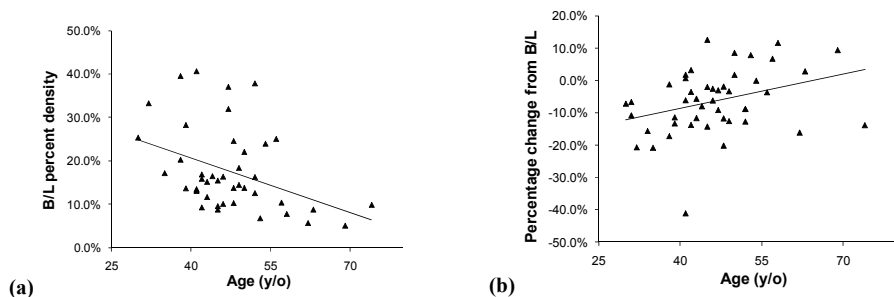 50.0%
40.0%
30.0%
20.0%
10.0%
0.0%
B/L percent density
25 40 55 70
Age (y/o)
(a)
20.0%
10.0%
0.0%
-10.0%
-20.0%
-30.0%
-40.0%
-50.0%
Percentage change from B/L
25 40 55 70
Age (y/o)
(b)